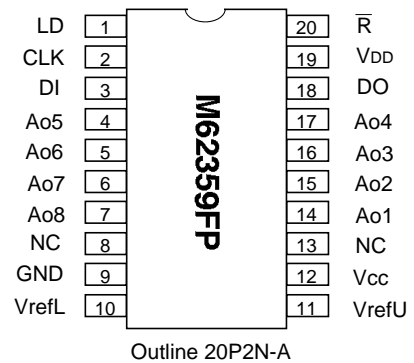 LD 1 20 R̅
CLK 2 19 VDD
DI 3 18 DO
Ao5 4 17 Ao4
Ao6 5 16 Ao3
Ao7 6 15 Ao2
Ao8 7 14 Ao1
NC 8 13 NC
GND 9 12 Vcc
VrefL 10 11 VrefU
M62359FP
Outline 20P2N-A